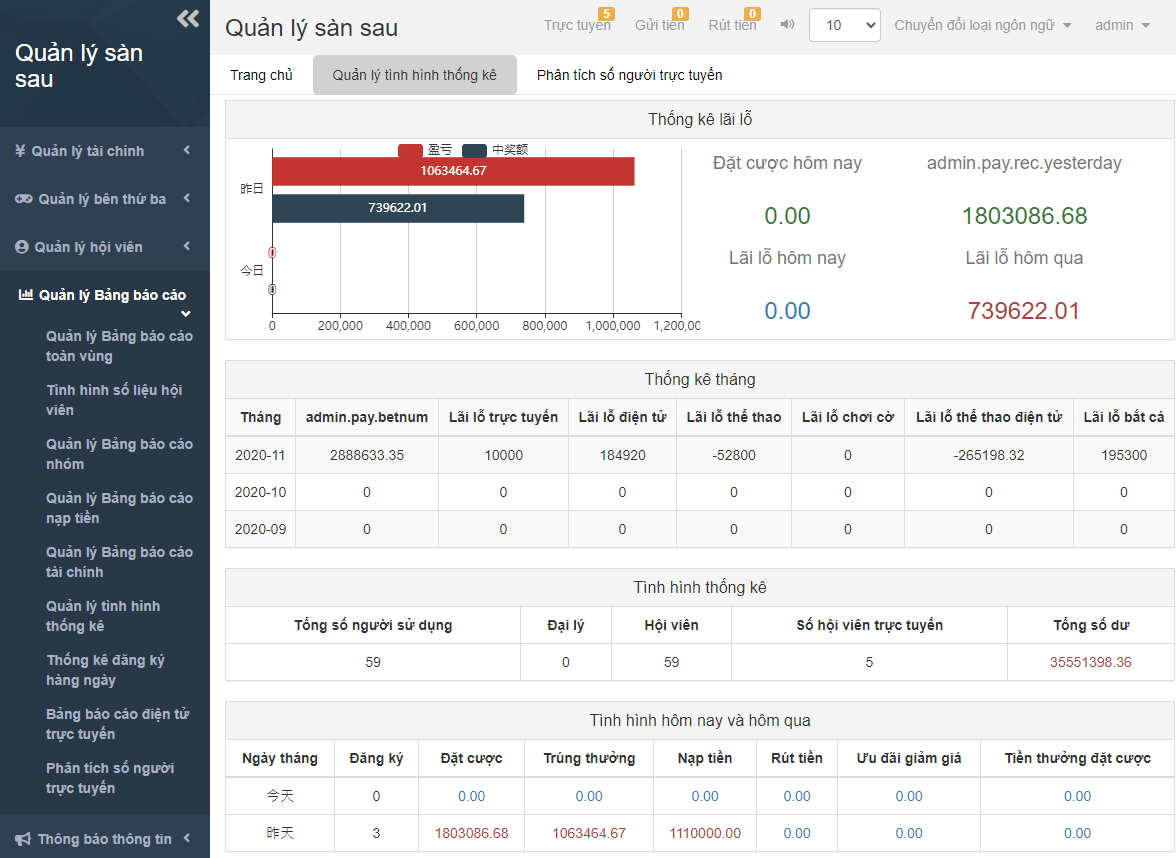 Quản lý sàn sau
Quản lý tài chính
Quản lý bên thứ ba
Quản lý hội viên
Quản lý Bảng báo cáo
Quản lý Bảng báo cáo toàn vùng
Tình hình số liệu hội viên
Quản lý Bảng báo cáo nhóm
Quản lý Bảng báo cáo nạp tiền
Quản lý Bảng báo cáo tài chính
Quản lý tình hình thống kê
Thống kê đăng ký hàng ngày
Bảng báo cáo điện tử trực tuyến
Phân tích số người trực tuyến
Thông báo thông tin
Quản lý sàn sau
Trực tuyến 5 Gửi tiền 0 Rút tiền 0 10 Chuyển đổi loại ngôn ngữ admin
Trang chủ Quản lý tình hình thống kê Phân tích số người trực tuyến
Thống kê lãi lỗ
盈亏 中奖额
昨日
1063464.67
739622.01
今日
0
0
0 200,000 400,000 600,000 800,000 1,000,000 1,200,00
Đặt cược hôm nay admin.pay.rec.yesterday
0.00 1803086.68
Lãi lỗ hôm nay Lãi lỗ hôm qua
0.00 739622.01
Thống kê tháng
Tháng admin.pay.betnum Lãi lỗ trực tuyến Lãi lỗ điện tử Lãi lỗ thể thao Lãi lỗ chơi cờ Lãi lỗ thể thao điện tử Lãi lỗ bắt cá
2020-11 2888633.35 10000 184920 -52800 0 -265198.32 195300
2020-10 0 0 0 0 0 0 0
2020-09 0 0 0 0 0 0 0
Tình hình thống kê
Tổng số người sử dụng Đại lý Hội viên Số hội viên trực tuyến Tổng số dư
59 0 59 5 35551398.36
Tình hình hôm nay và hôm qua
Ngày tháng Đăng ký Đặt cược Trúng thưởng Nạp tiền Rút tiền Ưu đãi giảm giá Tiền thưởng đặt cược
今天 0 0.00 0.00 0.00 0.00 0.00 0.00
昨天 3 1803086.68 1063464.67 1110000.00 0.00 0.00 0.00